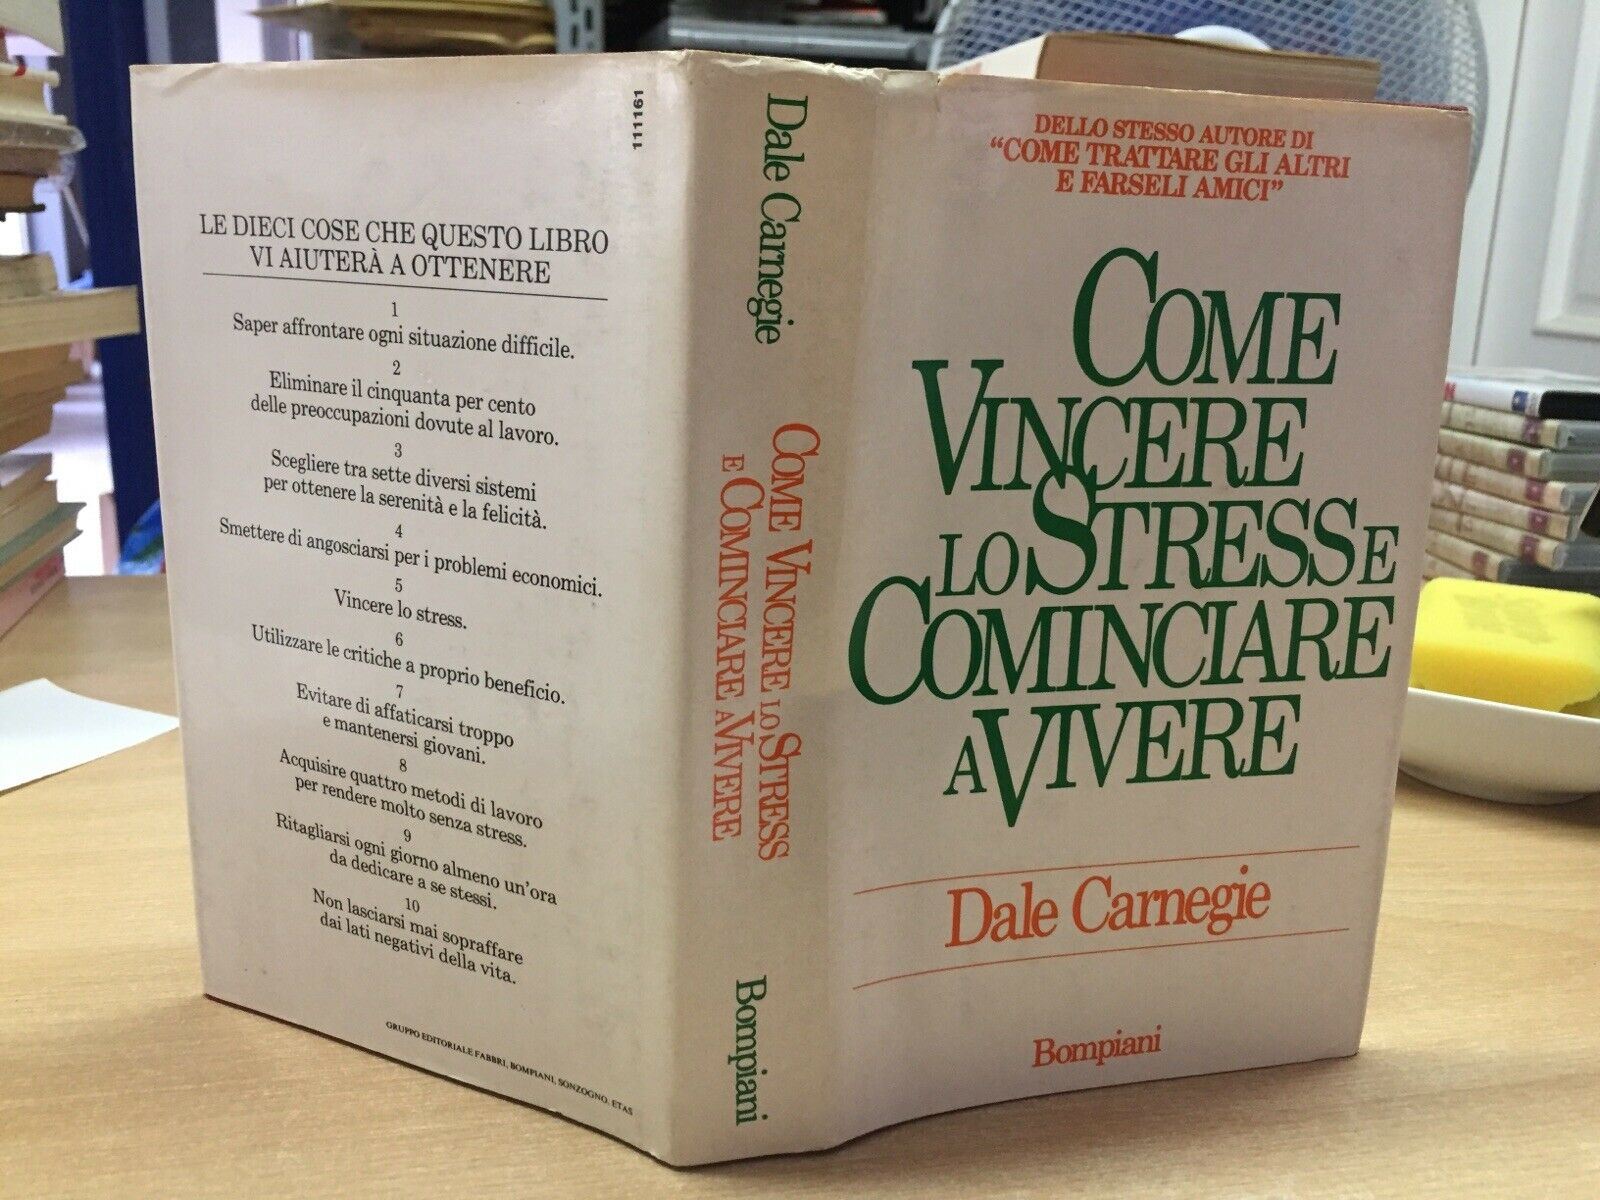 111161
LE DIECI COSE CHE QUESTO LIBRO
VI AIUTERÀ A OTTENERE
1
Saper affrontare ogni situazione difficile.
2
Eliminare il cinquanta per cento
delle preoccupazioni dovute al lavoro.
3
Scegliere tra sette diversi sistemi
per ottenere la serenità e la felicità.
4
Smettere di angosciarsi per i problemi economici.
5
Vincere lo stress.
6
Utilizzare le critiche a proprio beneficio.
7
Evitare di affaticarsi troppo
e mantenersi giovani.
8
Acquisire quattro metodi di lavoro
per rendere molto senza stress.
9
Ritagliarsi ogni giorno almeno un'ora
da dedicare a se stessi.
10
Non lasciarsi mai sopraffare
dai lati negativi della vita.
GRUPPO EDITORIALE FABBRI, BOMPIANI, SONZOGNO, ETAS
Dale Carnegie
COME VINCERE LO STRESS
E COMINCIARE A VIVERE
Bompiani
DELLO STESSO AUTORE DI
"COME TRATTARE GLI ALTRI
E FARSELI AMICI"
COME
VINCERE
LO STRESS E
COMINCIARE
A VIVERE
Dale Carnegie
Bompiani